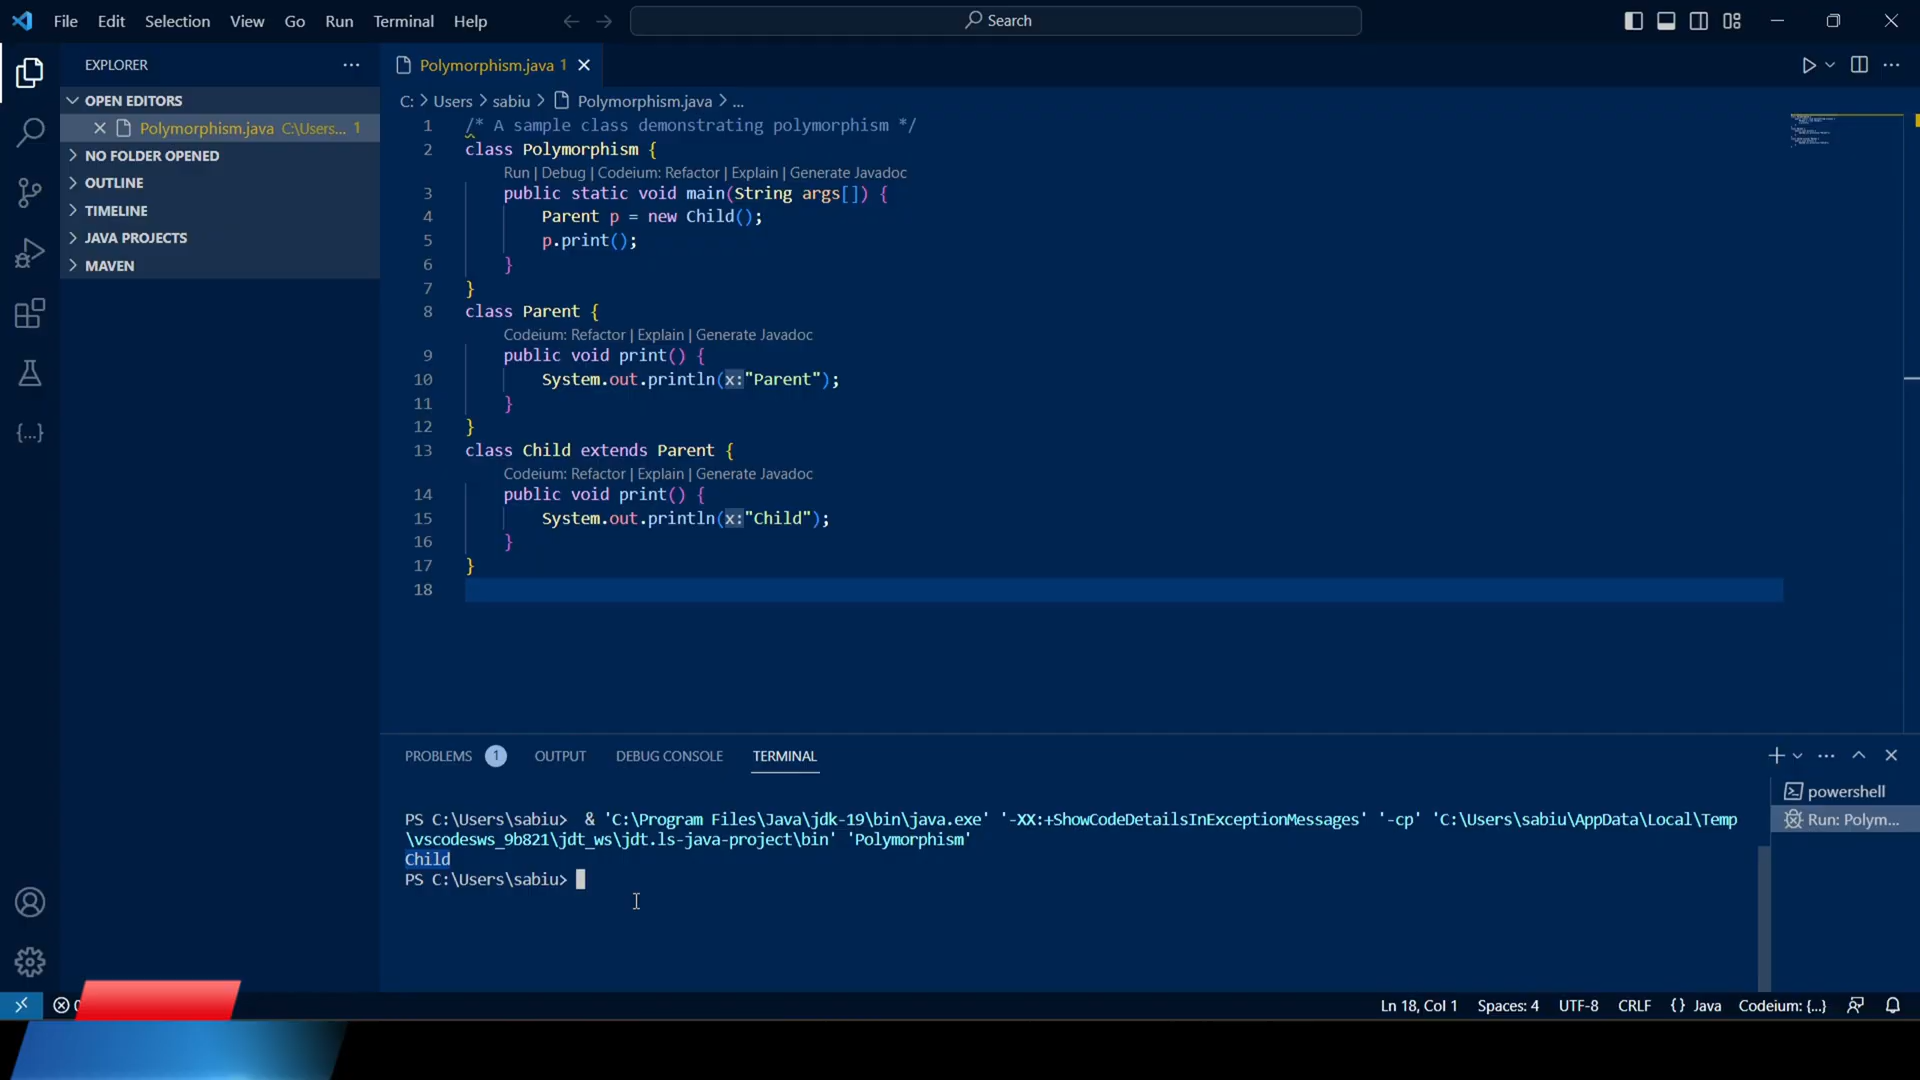 File Edit Selection View Go Run Terminal Help
Search
EXPLORER
OPEN EDITORS
Polymorphism.java C:\Users... 1
NO FOLDER OPENED
OUTLINE
TIMELINE
JAVA PROJECTS
MAVEN
Polymorphism.java 1
C: > Users > sabiu > Polymorphism.java > ...
1 /* A sample class demonstrating polymorphism */
2 class Polymorphism {
Run | Debug | Codeium: Refactor | Explain | Generate Javadoc
3 public static void main(String args[]) {
4 Parent p = new Child();
5 p.print();
6 }
7 }
8 class Parent {
Codeium: Refactor | Explain | Generate Javadoc
9 public void print() {
10 System.out.println(x:"Parent");
11 }
12 }
13 class Child extends Parent {
Codeium: Refactor | Explain | Generate Javadoc
14 public void print() {
15 System.out.println(x:"Child");
16 }
17 }
18
PROBLEMS 1 OUTPUT DEBUG CONSOLE TERMINAL
powershell
Run: Polym...
PS C:\Users\sabiu> & 'C:\Program Files\Java\jdk-19\bin\java.exe' '-XX:+ShowCodeDetailsInExceptionMessages' '-cp' 'C:\Users\sabiu\AppData\Local\Temp
\vscodesws_9b821\jdt_ws\jdt.ls-java-project\bin' 'Polymorphism'
Child
PS C:\Users\sabiu>
Ln 18, Col 1 Spaces: 4 UTF-8 CRLF {} Java Codeium: {...}